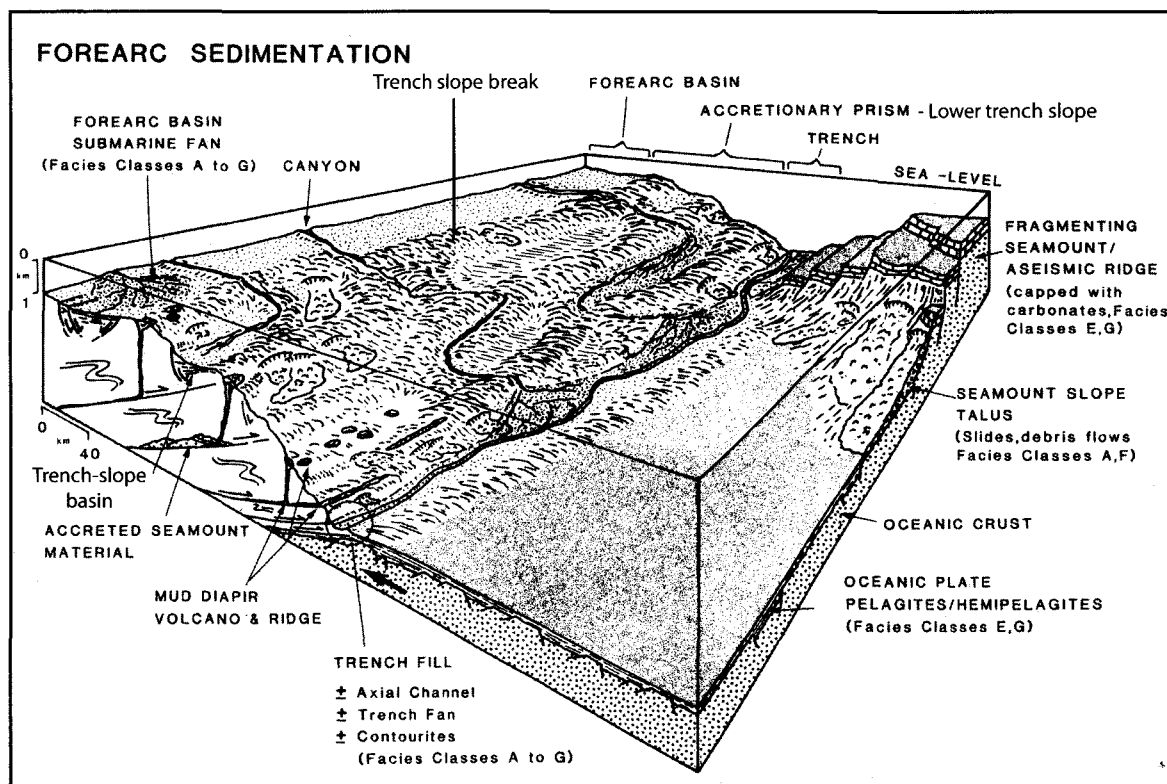 FOREARC SEDIMENTATION
Trench slope break
FOREARC BASIN
ACCRETIONARY PRISM - Lower trench slope
TRENCH
FOREARC BASIN
SUBMARINE FAN
(Facies Classes A to G)
CANYON
SEA-LEVEL
0
km
1
FRAGMENTING
SEAMOUNT/
ASEISMIC RIDGE
(capped with
carbonates,Facies
Classes E,G)
SEAMOUNT SLOPE
TALUS
(Slides,debris flows
Facies Classes A,F)
0
km
40
Trench-slope
basin
ACCRETED SEAMOUNT
MATERIAL
OCEANIC CRUST
MUD DIAPIR
VOLCANO & RIDGE
OCEANIC PLATE
PELAGITES/HEMIPELAGITES
(Facies Classes E,G)
TRENCH FILL
± Axial Channel
± Trench Fan
± Contourites
(Facies Classes A to G)